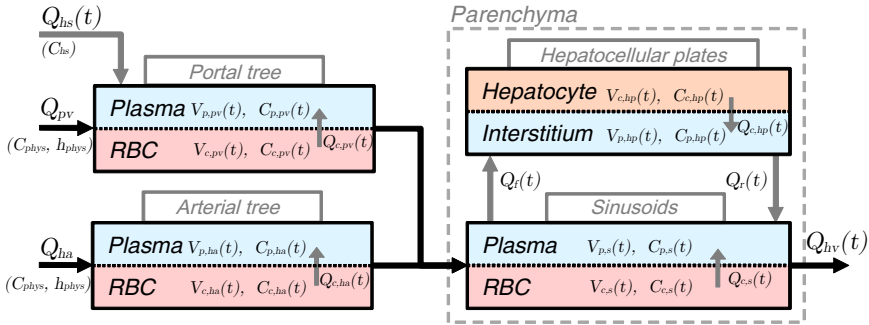 Q_hs(t)
(C_hs)
Portal tree
Q_pv
(C_phys, h_phys)
Plasma V_p,pv(t), C_p,pv(t)
Q_c,pv(t)
RBC V_c,pv(t), C_c,pv(t)
Arterial tree
Q_ha
(C_phys, h_phys)
Plasma V_p,ha(t), C_p,ha(t)
Q_c,ha(t)
RBC V_c,ha(t), C_c,ha(t)
Parenchyma
Hepatocellular plates
Hepatocyte V_c,hp(t), C_c,hp(t)
Q_c,hp(t)
Interstitium V_p,hp(t), C_p,hp(t)
Q_f(t)
Q_r(t)
Sinusoids
Plasma V_p,s(t), C_p,s(t)
Q_c,s(t)
RBC V_c,s(t), C_c,s(t)
Q_hv(t)